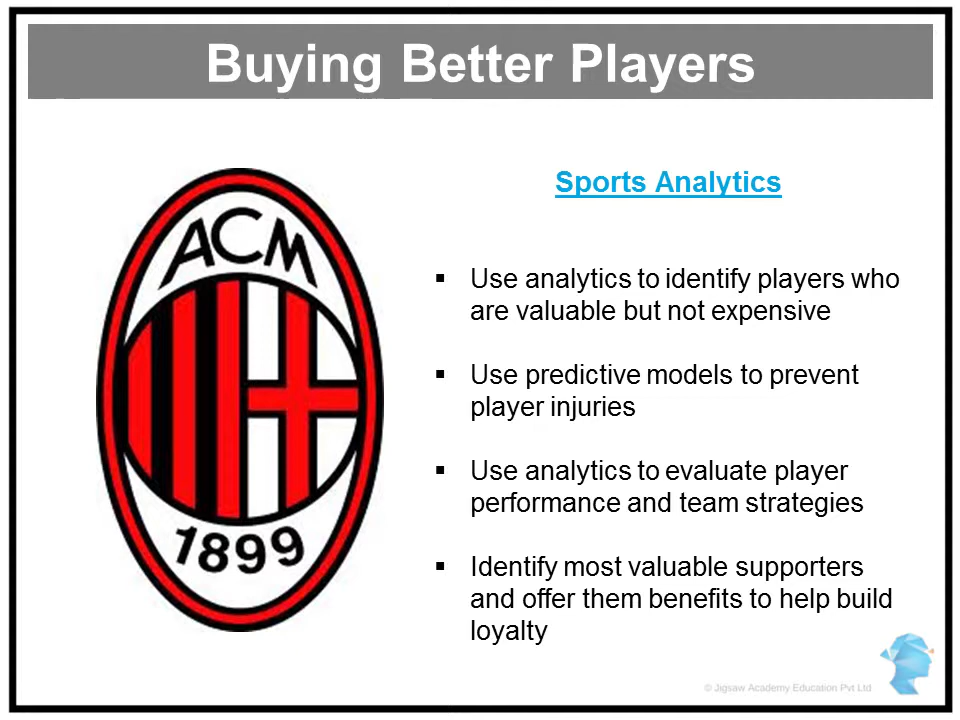 Buying Better Players
ACM
1899
Sports Analytics
▪ Use analytics to identify players who
are valuable but not expensive
▪ Use predictive models to prevent
player injuries
▪ Use analytics to evaluate player
performance and team strategies
▪ Identify most valuable supporters
and offer them benefits to help build
loyalty
© Jigsaw Academy Education Pvt Ltd